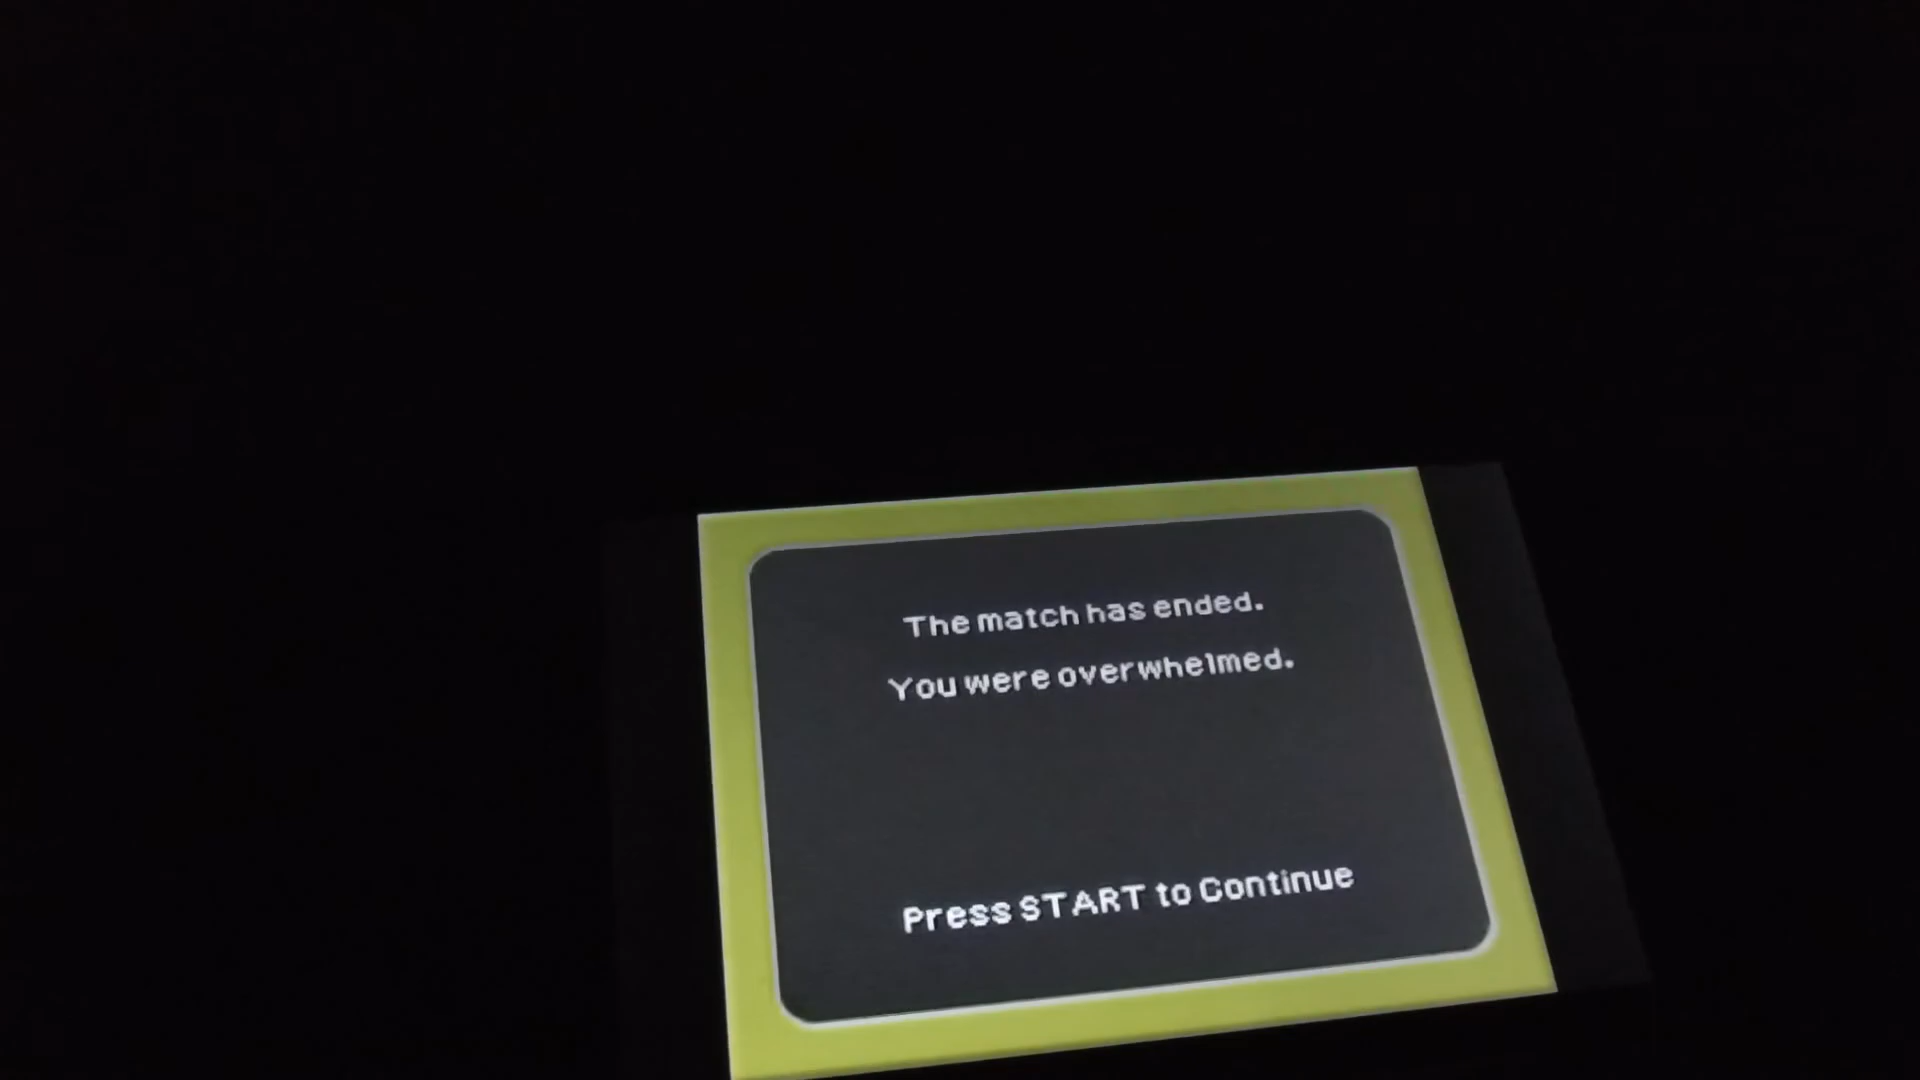 The match has ended.
You were overwhelmed.
Press START to Continue